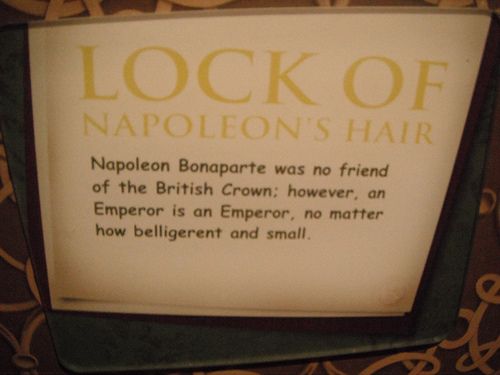 LOCK OF
NAPOLEON'S HAIR
Napoleon Bonaparte was no friend
of the British Crown; however, an
Emperor is an Emperor, no matter
how belligerent and small.